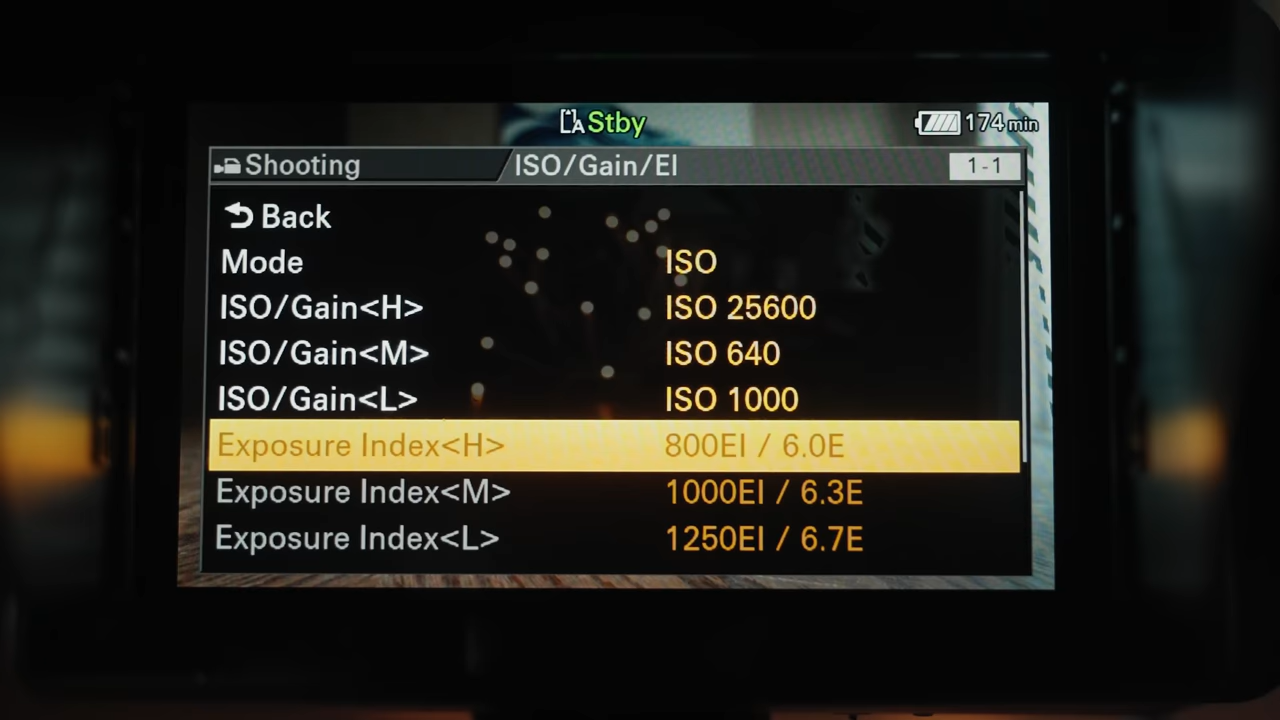 A Stby 174 min
Shooting ISO/Gain/EI 1-1
Back
Mode ISO
ISO/Gain<H> ISO 25600
ISO/Gain<M> ISO 640
ISO/Gain<L> ISO 1000
Exposure Index<H> 800EI / 6.0E
Exposure Index<M> 1000EI / 6.3E
Exposure Index<L> 1250EI / 6.7E